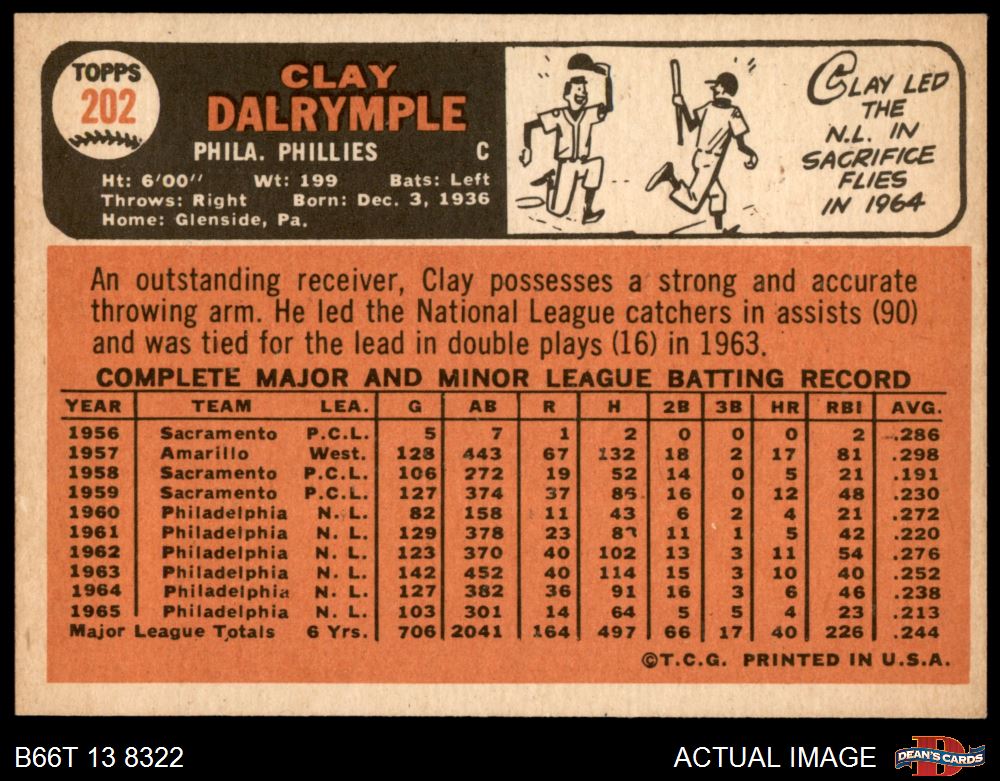 TOPPS
202
CLAY
DALRYMPLE
PHILA. PHILLIES C
Ht: 6'00" Wt: 199 Bats: Left
Throws: Right Born: Dec. 3, 1936
Home: Glenside, Pa.
CLAY LED
THE
N.L. IN
SACRIFICE
FLIES
IN 1964
An outstanding receiver, Clay possesses a strong and accurate
throwing arm. He led the National League catchers in assists (90)
and was tied for the lead in double plays (16) in 1963.
COMPLETE MAJOR AND MINOR LEAGUE BATTING RECORD
YEAR TEAM LEA. G AB R H 2B 3B HR RBI AVG.
1956 Sacramento P.C.L. 5 7 1 2 0 0 0 2 .286
1957 Amarillo West. 128 443 67 132 18 2 17 81 .298
1958 Sacramento P.C.L. 106 272 19 52 14 0 5 21 .191
1959 Sacramento P.C.L. 127 374 37 86 16 0 12 48 .230
1960 Philadelphia N. L. 82 158 11 43 6 2 4 21 .272
1961 Philadelphia N. L. 129 378 23 83 11 1 5 42 .220
1962 Philadelphia N. L. 123 370 40 102 13 3 11 54 .276
1963 Philadelphia N. L. 142 452 40 114 15 3 10 40 .252
1964 Philadelphia N. L. 127 382 36 91 16 3 6 46 .238
1965 Philadelphia N. L. 103 301 14 64 5 5 4 23 .213
Major League Totals 6 Yrs. 706 2041 164 497 66 17 40 226 .244
©T.C.G. PRINTED IN U.S.A.
B66T 13 8322 ACTUAL IMAGE DEAN'S CARDS